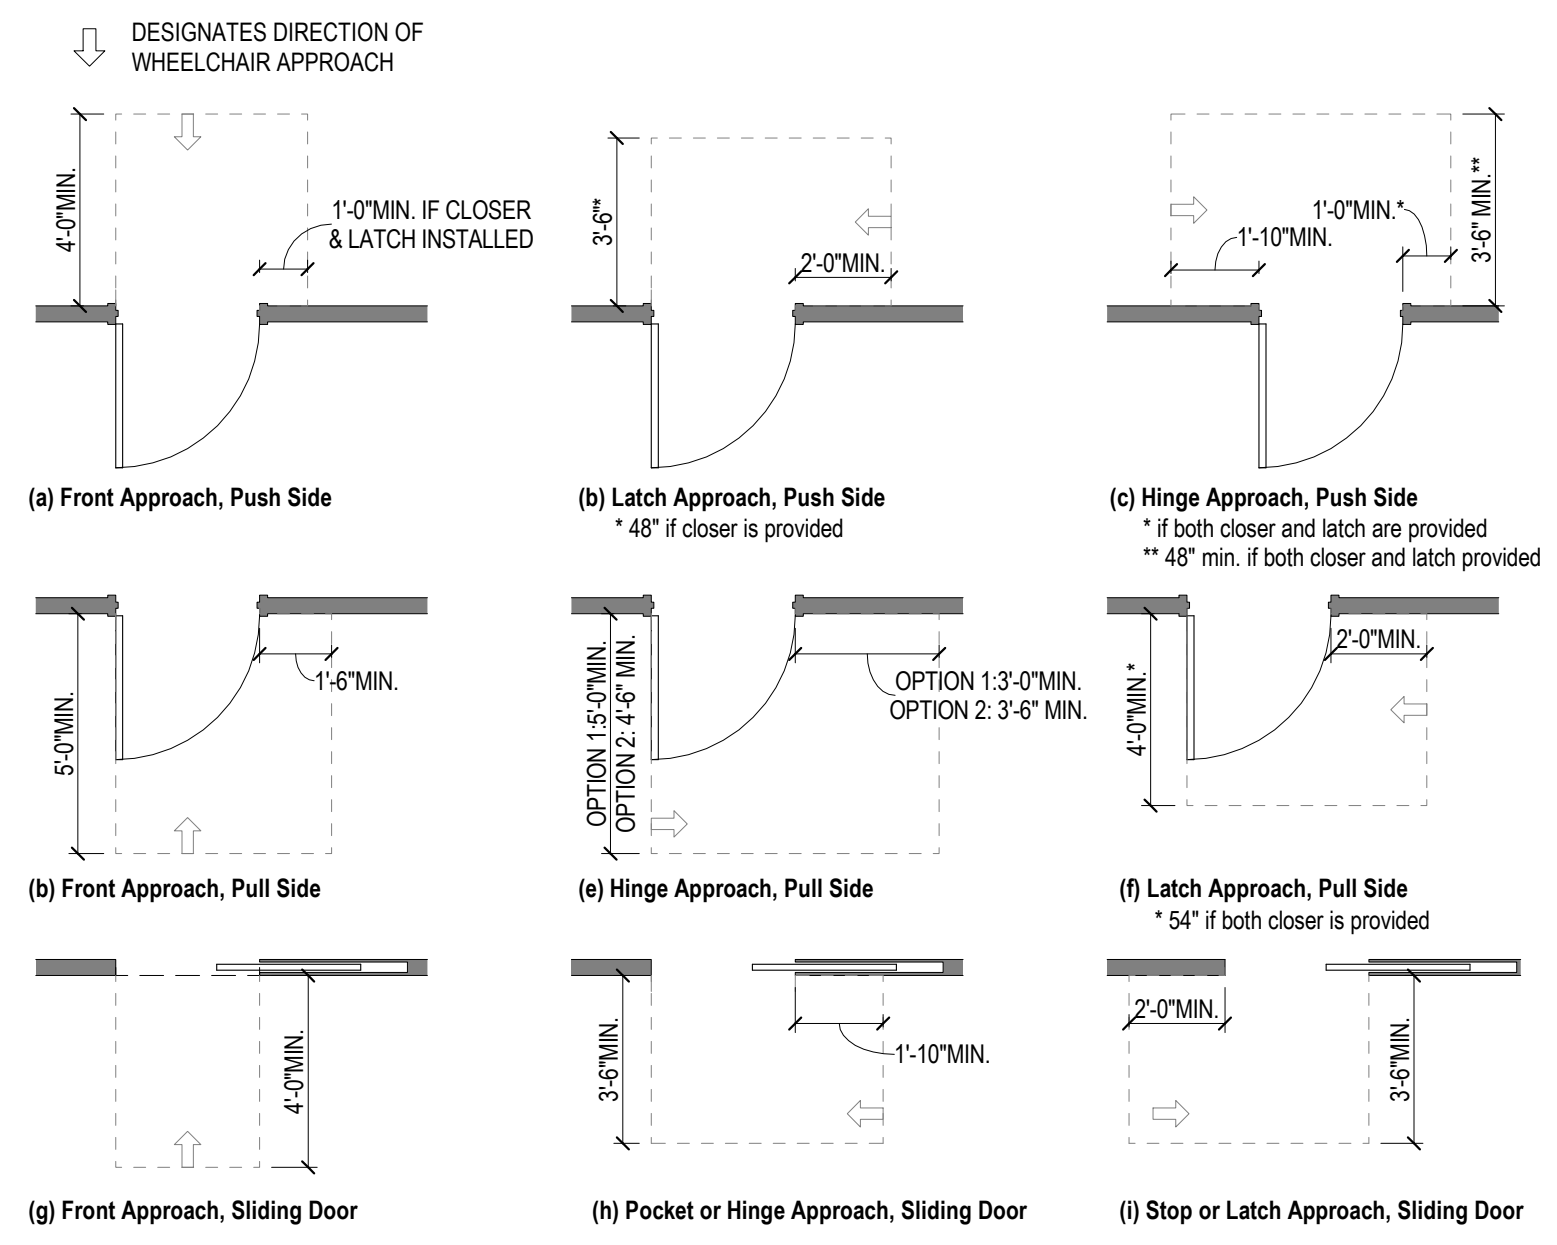 DESIGNATES DIRECTION OF
WHEELCHAIR APPROACH
4'-0"MIN.
1'-0"MIN. IF CLOSER
& LATCH INSTALLED
(a) Front Approach, Push Side
3'-6"*
2'-0"MIN.
(b) Latch Approach, Push Side
* 48" if closer is provided
1'-10"MIN.
1'-0"MIN.*
3'-6" MIN.**
(c) Hinge Approach, Push Side
* if both closer and latch are provided
** 48" min. if both closer and latch provided
5'-0"MIN.
1'-6"MIN.
(b) Front Approach, Pull Side
OPTION 1:5'-0"MIN.
OPTION 2: 4'-6" MIN.
OPTION 1:3'-0"MIN.
OPTION 2: 3'-6" MIN.
(e) Hinge Approach, Pull Side
4'-0"MIN.*
2'-0"MIN.
(f) Latch Approach, Pull Side
* 54" if both closer is provided
4'-0"MIN.
(g) Front Approach, Sliding Door
3'-6"MIN.
1'-10"MIN.
(h) Pocket or Hinge Approach, Sliding Door
2'-0"MIN.
3'-6"MIN.
(i) Stop or Latch Approach, Sliding Door